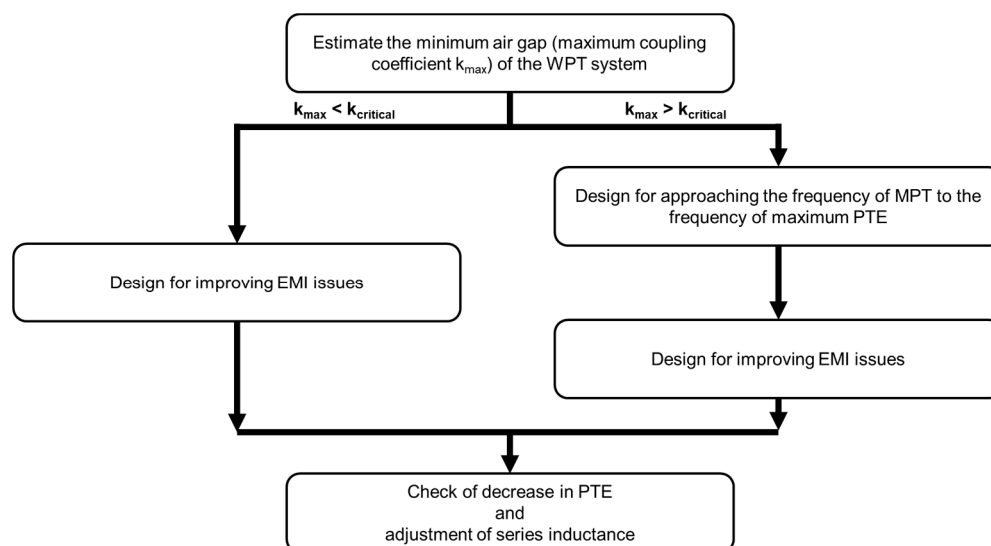 Estimate the minimum air gap (maximum coupling
coefficient kmax) of the WPT system
kmax < kcritical
kmax > kcritical
Design for approaching the frequency of MPT to the
frequency of maximum PTE
Design for improving EMI issues
Design for improving EMI issues
Check of decrease in PTE
and
adjustment of series inductance